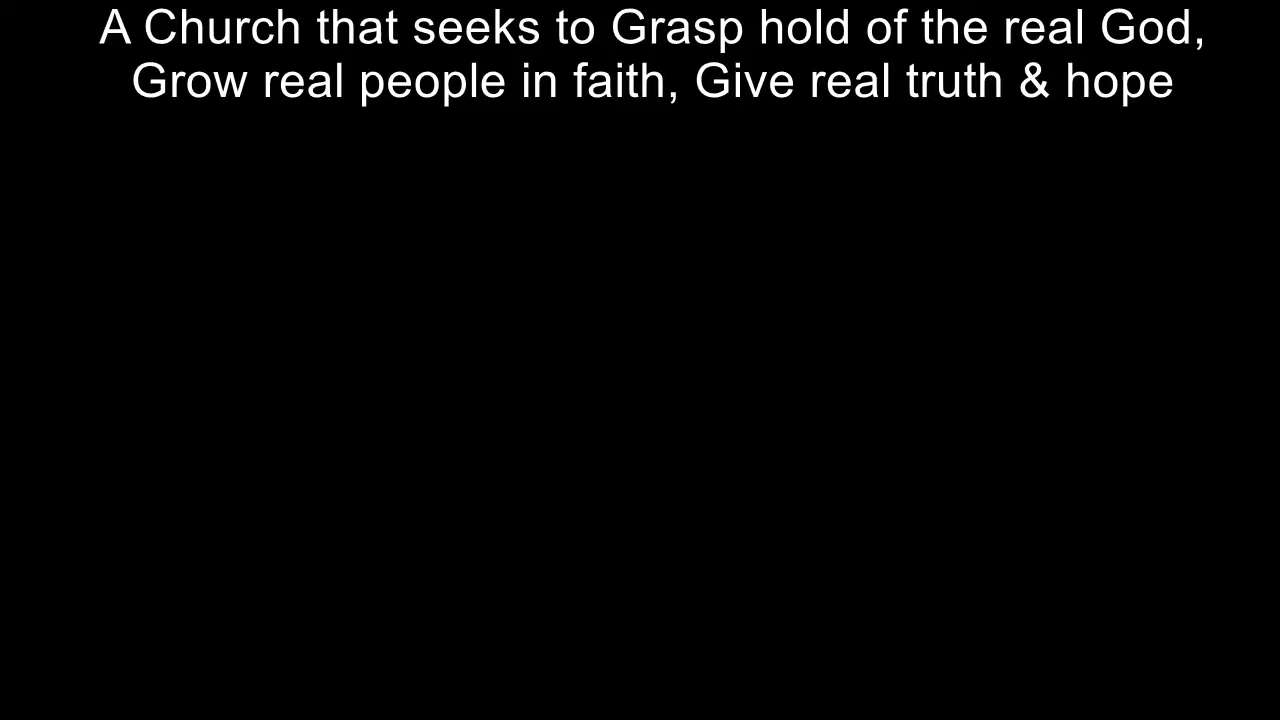 A Church that seeks to Grasp hold of the real God,
Grow real people in faith, Give real truth & hope